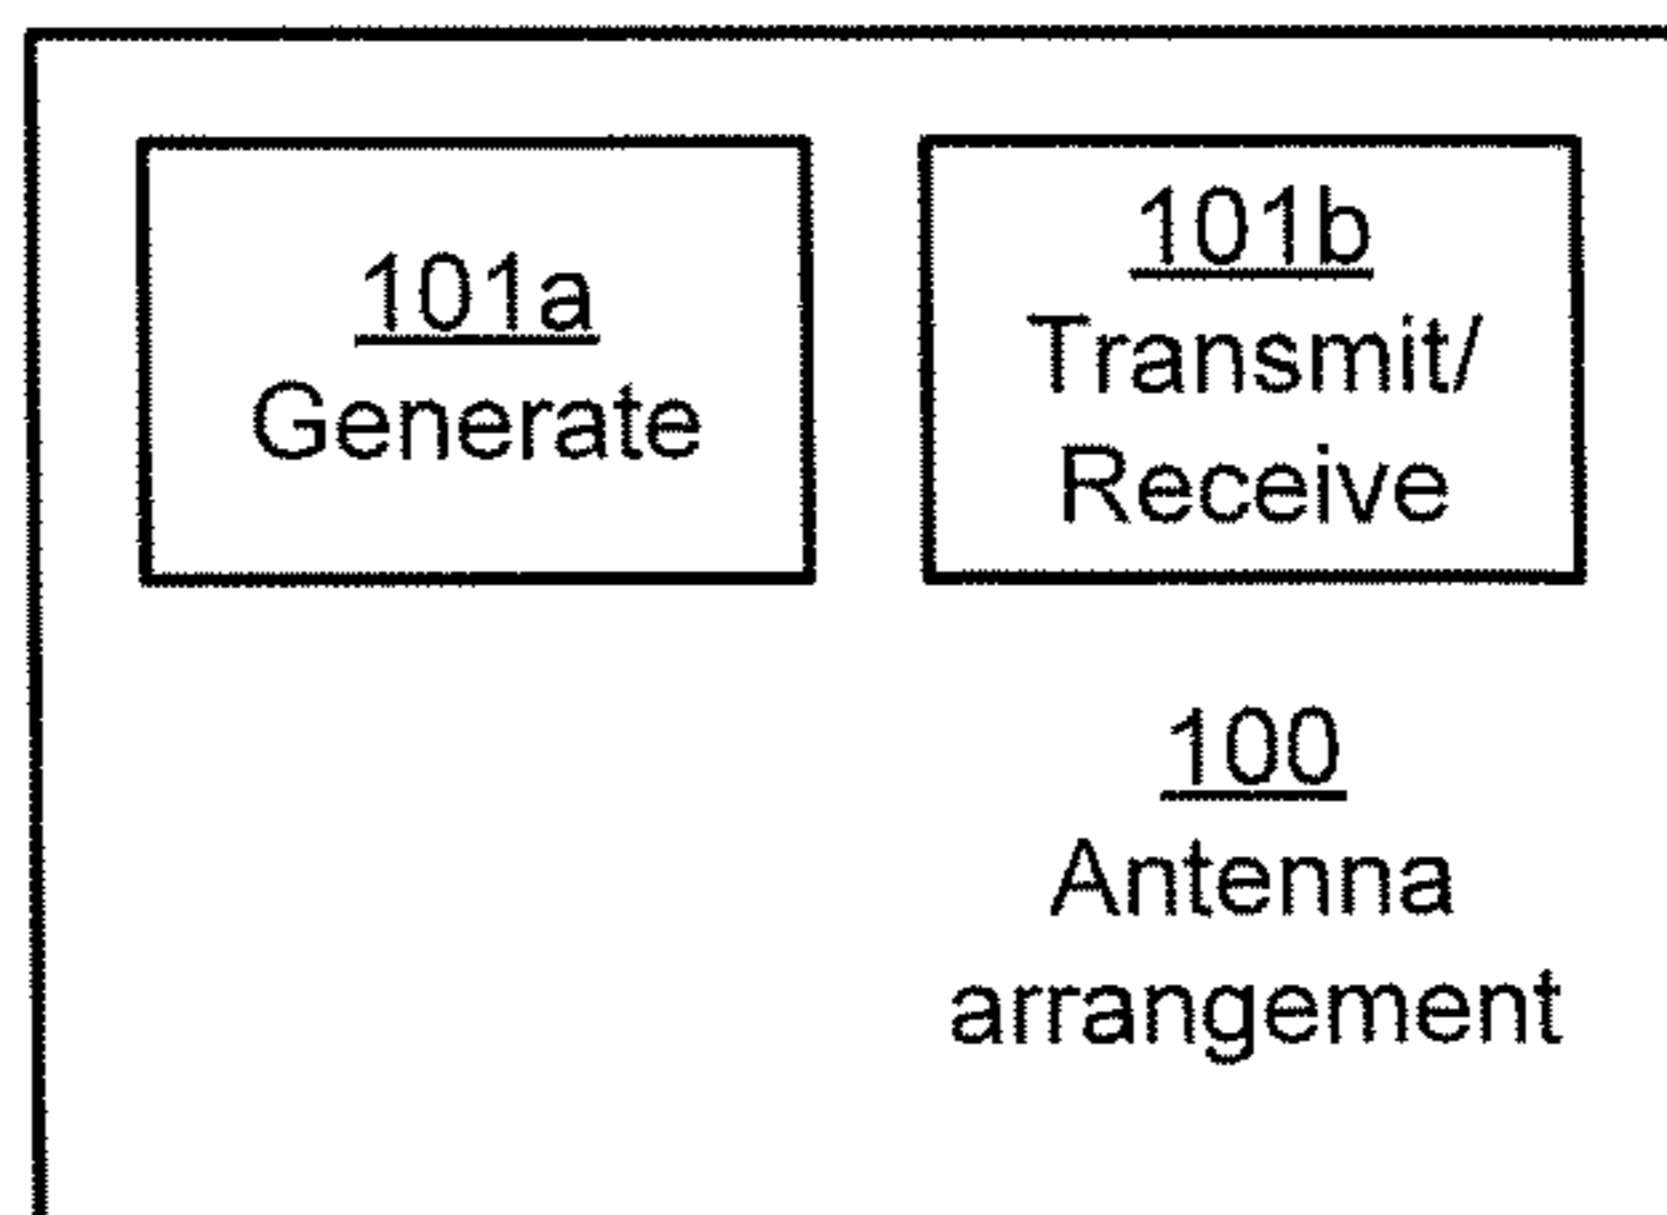 101a
Generate
101b
Transmit/
Receive
100
Antenna
arrangement